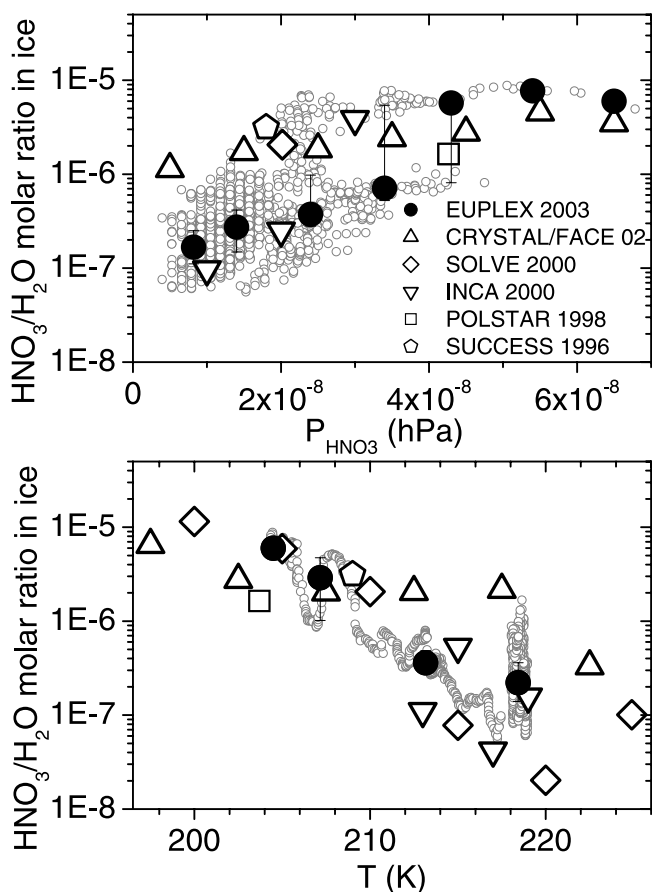 HNO3/H2O molar ratio in ice
1E-5
1E-6
1E-7
1E-8
EUPLEX 2003
CRYSTAL/FACE 02
SOLVE 2000
INCA 2000
POLSTAR 1998
SUCCESS 1996
0
2x10-8
4x10-8
6x10-8
PHNO3 (hPa)
HNO3/H2O molar ratio in ice
1E-5
1E-6
1E-7
1E-8
200
210
220
T (K)